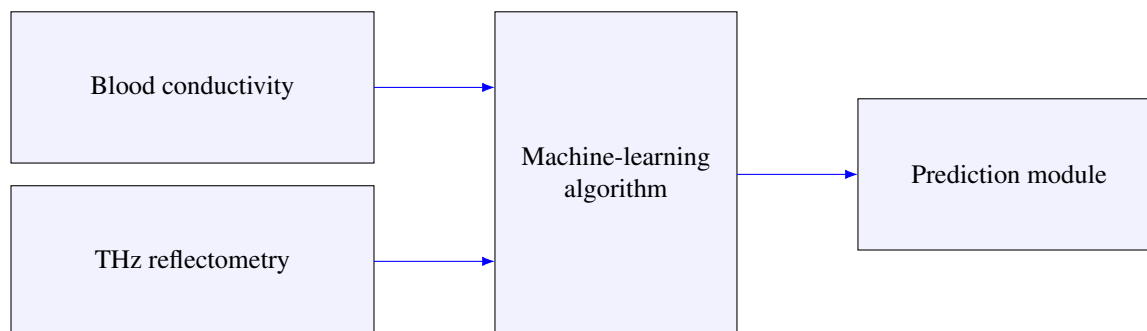 Blood conductivity
THz reflectometry
Machine-learning
algorithm
Prediction module